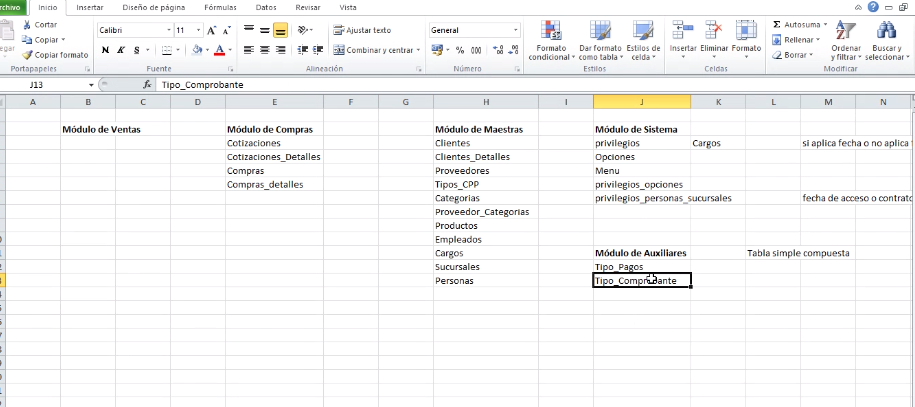 Archivo Inicio Insertar Diseño de página Fórmulas Datos Revisar Vista
Cortar
Copiar
Copiar formato
Portapapeles
Calibri 11
N K S
Fuente
Ajustar texto
Combinar y centrar
Alineación
General
% 000
Número
Formato condicional
Dar formato como tabla
Estilos de celda
Estilos
Insertar Eliminar Formato
Celdas
Autosuma
Rellenar
Borrar
Ordenar y filtrar
Buscar y seleccionar
Modificar
J13 fx Tipo_Comprobante
A B C D E F G H I J K L M N
Módulo de Ventas Módulo de Compras Módulo de Maestras Módulo de Sistema
Cotizaciones Clientes privilegios Cargos si aplica fecha o no aplica
Cotizaciones_Detalles Clientes_Detalles Opciones
Compras Proveedores Menu
Compras_detalles Tipos_CPP privilegios_opciones
Categorias privilegios_personas_sucursales fecha de acceso o contrato
Proveedor_Categorias
Productos
Empleados
Cargos Módulo de Auxiliares Tabla simple compuesta
Sucursales Tipo_Pagos
Personas Tipo_Comprobante